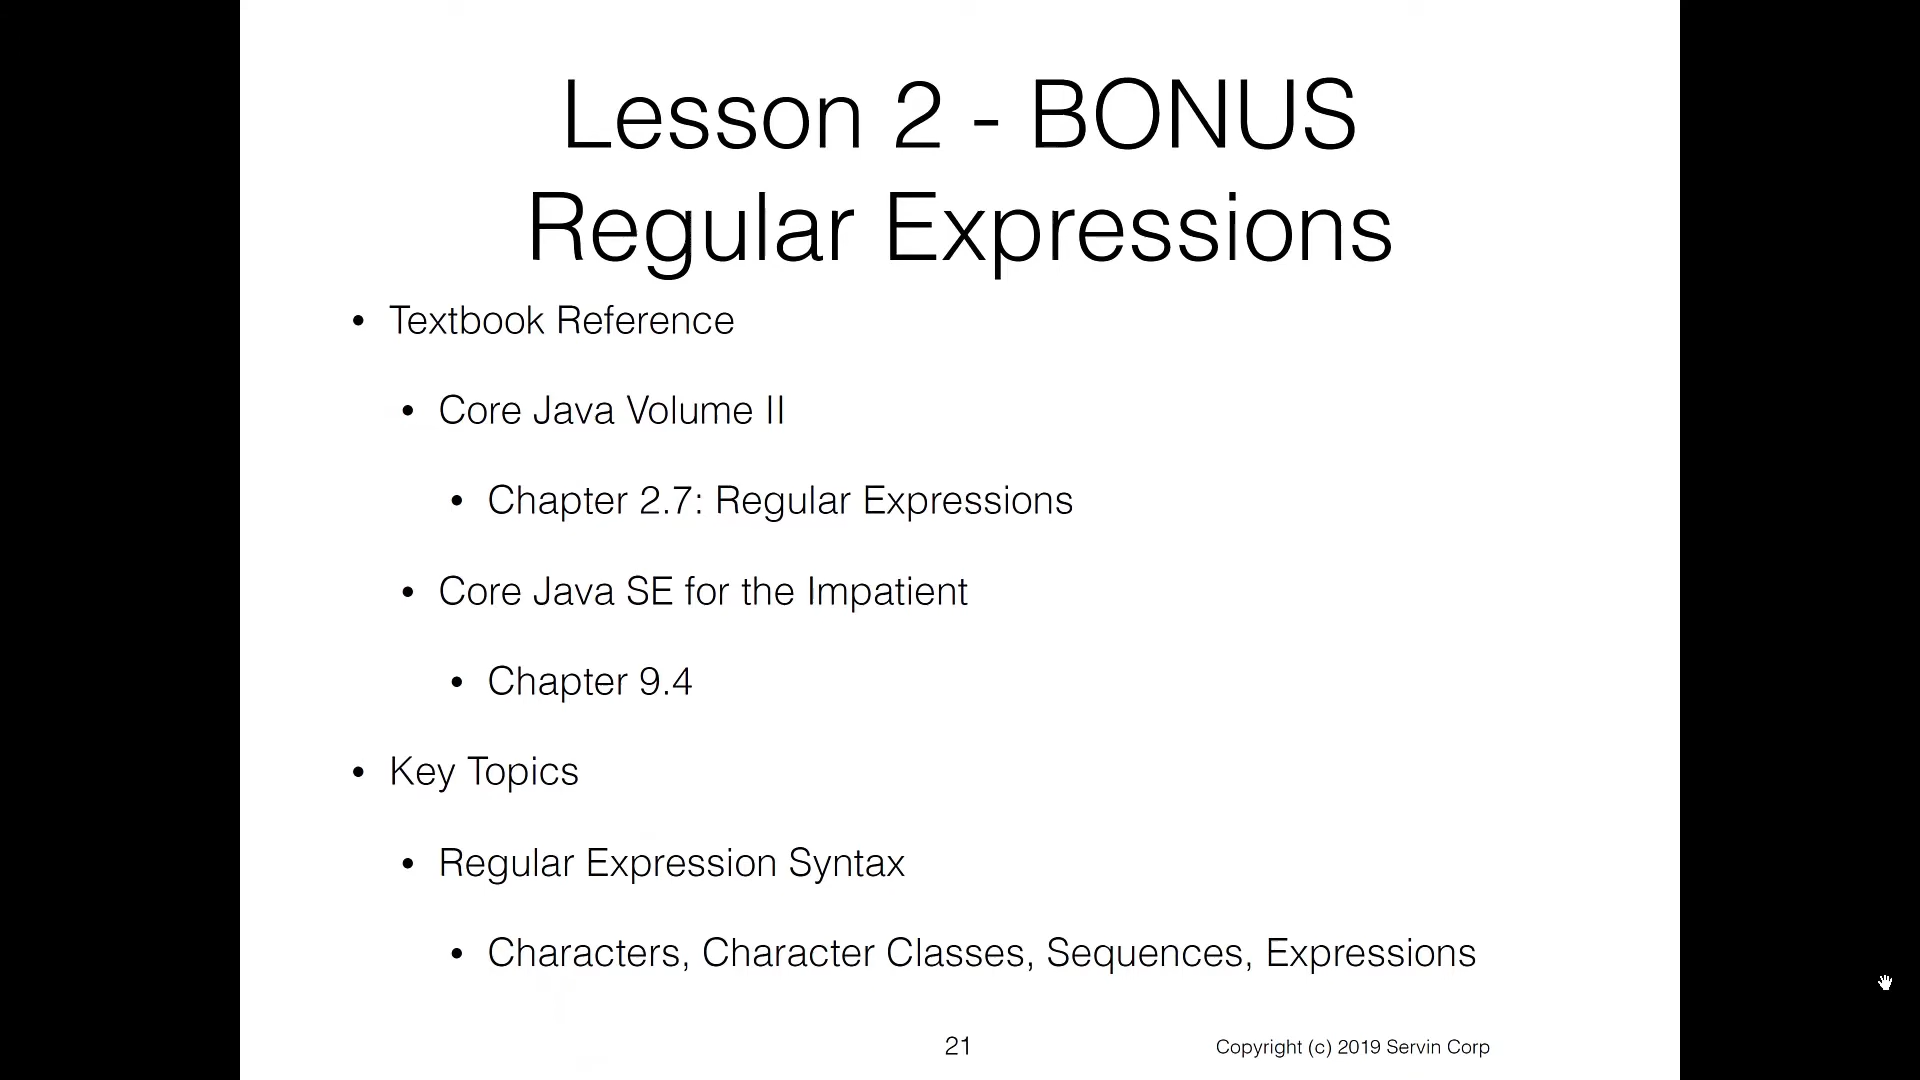 Lesson 2 - BONUS
Regular Expressions
• Textbook Reference
• Core Java Volume II
• Chapter 2.7: Regular Expressions
• Core Java SE for the Impatient
• Chapter 9.4
• Key Topics
• Regular Expression Syntax
• Characters, Character Classes, Sequences, Expressions
21
Copyright (c) 2019 Servin Corp